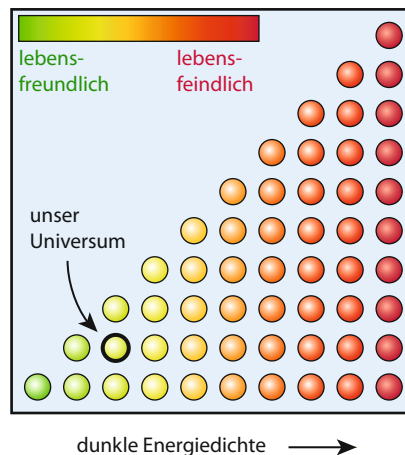 lebens-
freundlich
lebens-
feindlich
unser
Universum
dunkle Energiedichte